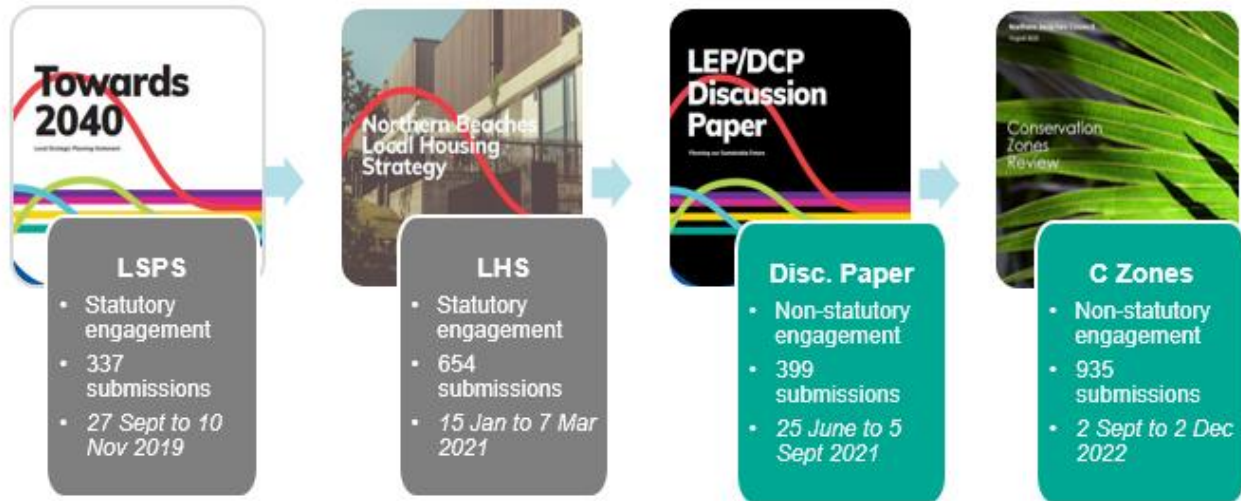 Towards
2040
Local Strategic Planning Statement
LSPS
• Statutory
engagement
• 337
submissions
• 27 Sept to 10
Nov 2019
Northern Beaches
Local Housing
Strategy
LHS
• Statutory
engagement
• 654
submissions
• 15 Jan to 7 Mar
2021
LEP/DCP
Discussion
Paper
Planning our Sustainable Future
Disc. Paper
• Non-statutory
engagement
• 399
submissions
• 25 June to 5
Sept 2021
Northern Beaches Council
Conservation
Zones
Review
C Zones
• Non-statutory
engagement
• 935
submissions
• 2 Sept to 2 Dec
2022